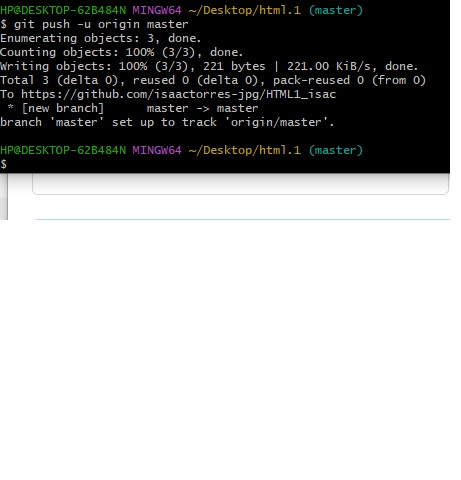 HP@DESKTOP-62B484N MINGW64 ~/Desktop/html.1 (master)
$ git push -u origin master
Enumerating objects: 3, done.
Counting objects: 100% (3/3), done.
Writing objects: 100% (3/3), 221 bytes | 221.00 KiB/s, done.
Total 3 (delta 0), reused 0 (delta 0), pack-reused 0 (from 0)
To https://github.com/isaactorres-jpg/HTML1_isac
 * [new branch]      master -> master
branch 'master' set up to track 'origin/master'.

HP@DESKTOP-62B484N MINGW64 ~/Desktop/html.1 (master)
$